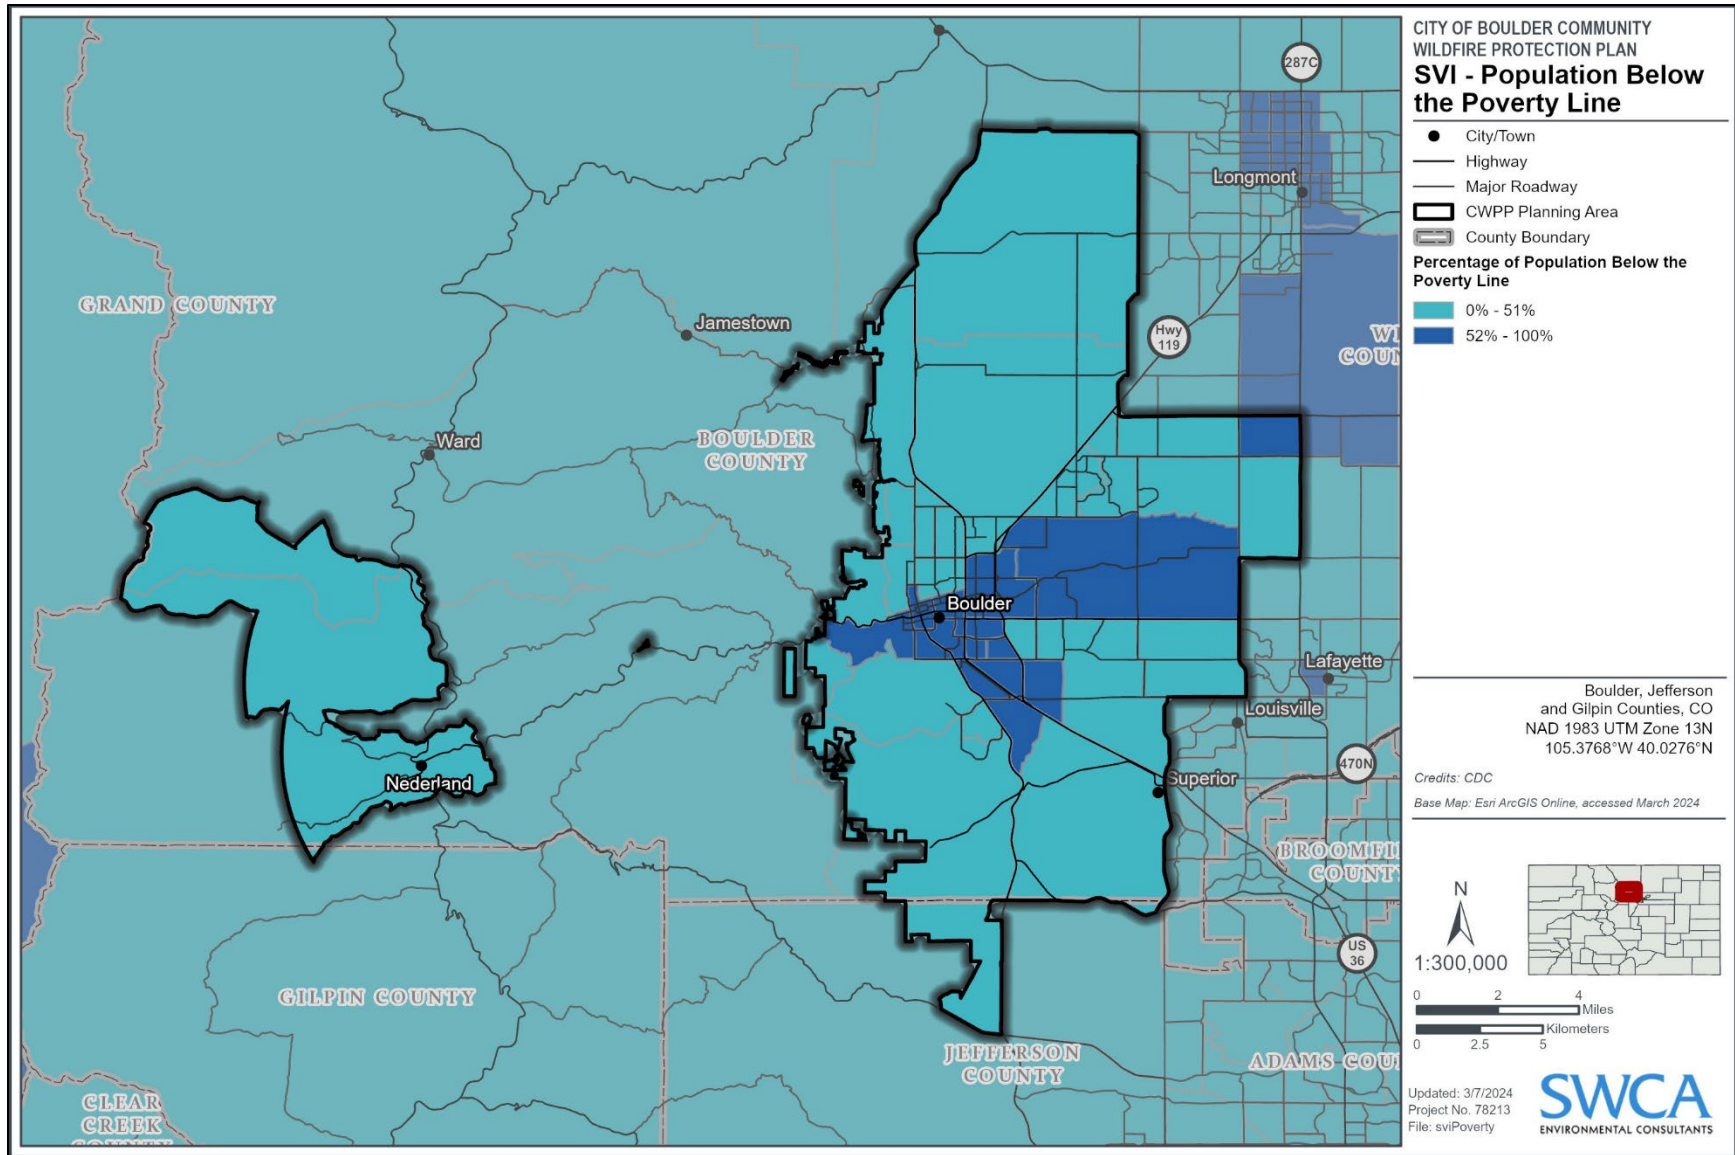 CITY OF BOULDER COMMUNITY
WILDFIRE PROTECTION PLAN
SVI - Population Below
the Poverty Line
City/Town
Highway
Major Roadway
CWPP Planning Area
County Boundary
Percentage of Population Below the
Poverty Line
0% - 51%
52% - 100%
287C
Longmont
GRAND COUNTY
Jamestown
Hwy
119
Ward
BOULDER
COUNTY
Boulder
Lafayette
Louisville
Nederland
Superior
470N
GILPIN COUNTY
US
36
JEFFERSON
COUNTY
CLEAR
CREEK
Boulder, Jefferson
and Gilpin Counties, CO
NAD 1983 UTM Zone 13N
105.3768°W 40.0276°N
Credits: CDC
Base Map: Esri ArcGIS Online, accessed March 2024
N
1:300,000
0 2 4
Miles
Kilometers
0 2.5 5
Updated: 3/7/2024
Project No. 78213
File: sviPoverty
SWCA
ENVIRONMENTAL CONSULTANTS